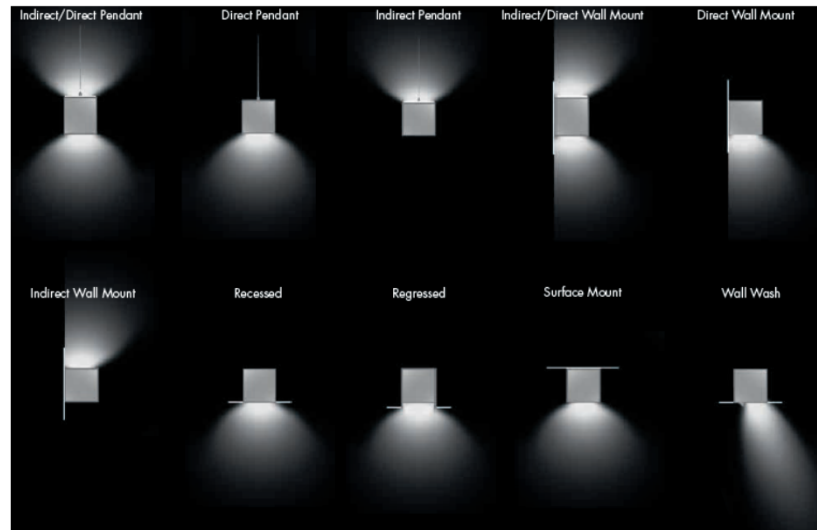 Indirect/Direct Pendant
Direct Pendant
Indirect Pendant
Indirect/Direct Wall Mount
Direct Wall Mount
Indirect Wall Mount
Recessed
Regressed
Surface Mount
Wall Wash